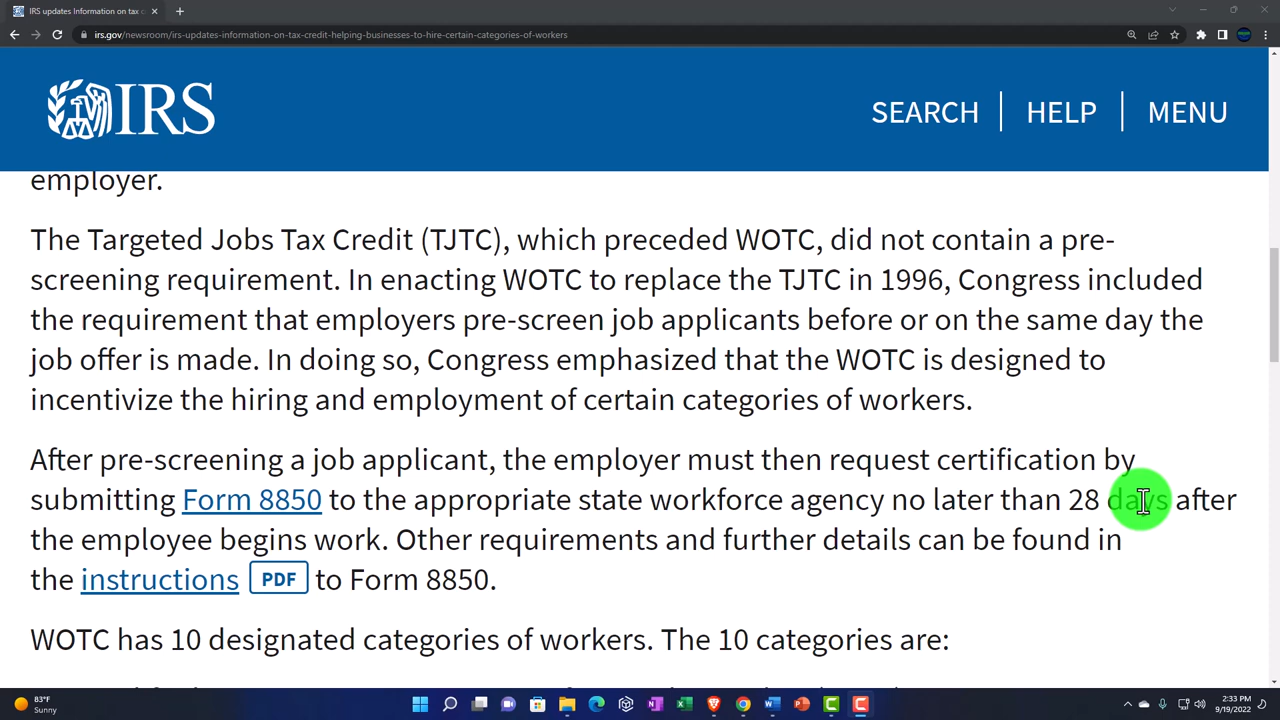 IRS updates Information on tax c
irs.gov/newsroom/irs-updates-information-on-tax-credit-helping-businesses-to-hire-certain-categories-of-workers
IRS
SEARCH
HELP
MENU
employer.
The Targeted Jobs Tax Credit (TJTC), which preceded WOTC, did not contain a pre-
screening requirement. In enacting WOTC to replace the TJTC in 1996, Congress included
the requirement that employers pre-screen job applicants before or on the same day the
job offer is made. In doing so, Congress emphasized that the WOTC is designed to
incentivize the hiring and employment of certain categories of workers.
After pre-screening a job applicant, the employer must then request certification by
submitting Form 8850 to the appropriate state workforce agency no later than 28 days after
the employee begins work. Other requirements and further details can be found in
the instructions PDF to Form 8850.
WOTC has 10 designated categories of workers. The 10 categories are:
83°F
Sunny
2:33 PM
9/19/2022